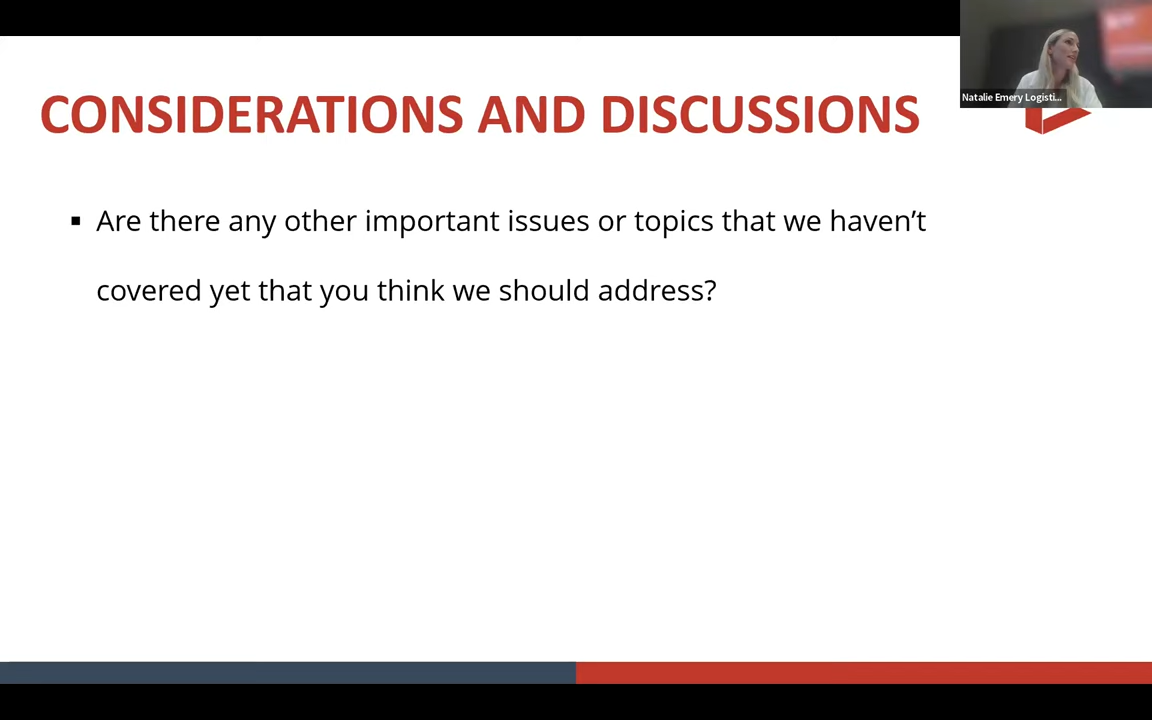 Natalie Emery Logisti...
CONSIDERATIONS AND DISCUSSIONS
▪ Are there any other important issues or topics that we haven’t
covered yet that you think we should address?